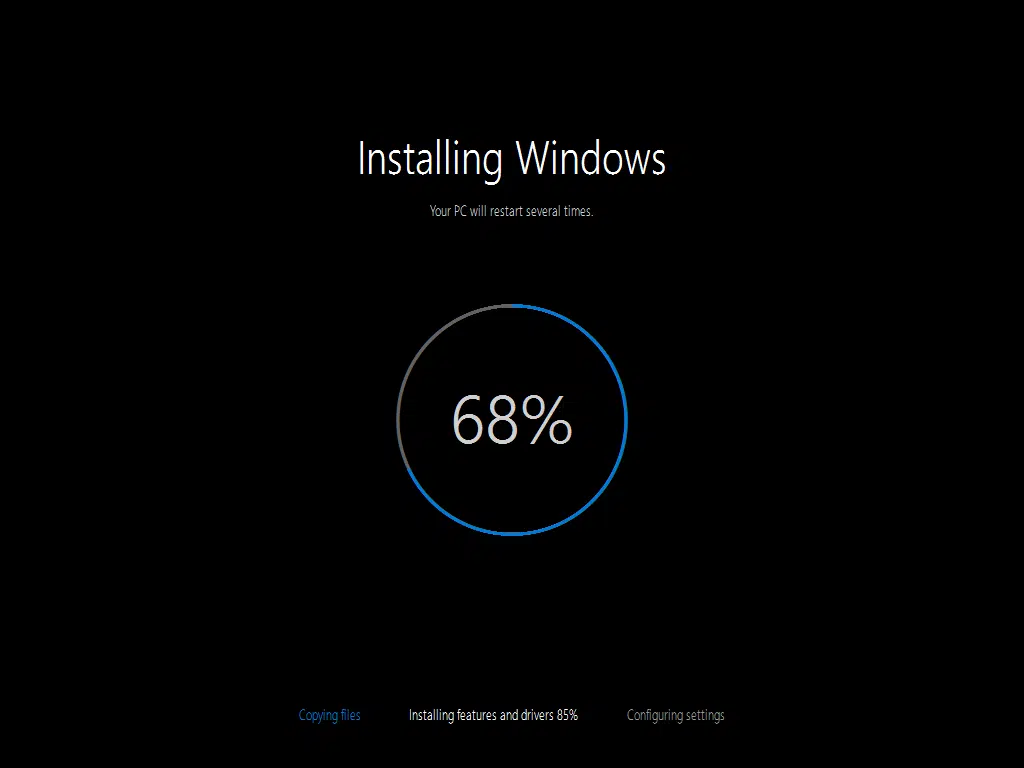 Installing Windows
Your PC will restart several times.
68%
Copying files Installing features and drivers 85% Configuring settings